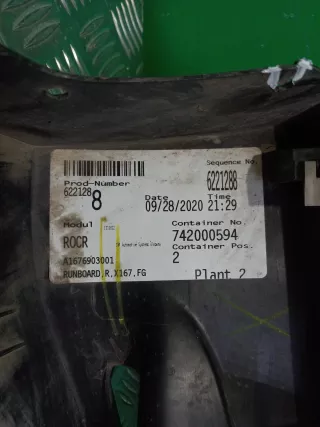 Sequence No.
Prod-Number 6221288
622128 8
Date Time
09/28/2020 21:29
Modul
Container No.
ROCR
742000594
Container Pos.
A1676903001
2
RUNBOARD.R.X167.FG
Plant 2